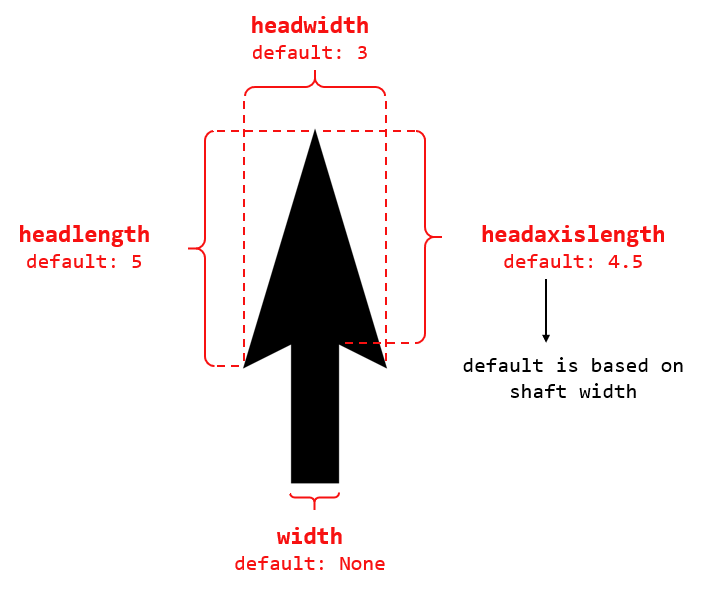 headwidth
default: 3
headlength
default: 5
headaxislength
default: 4.5
default is based on
shaft width
width
default: None